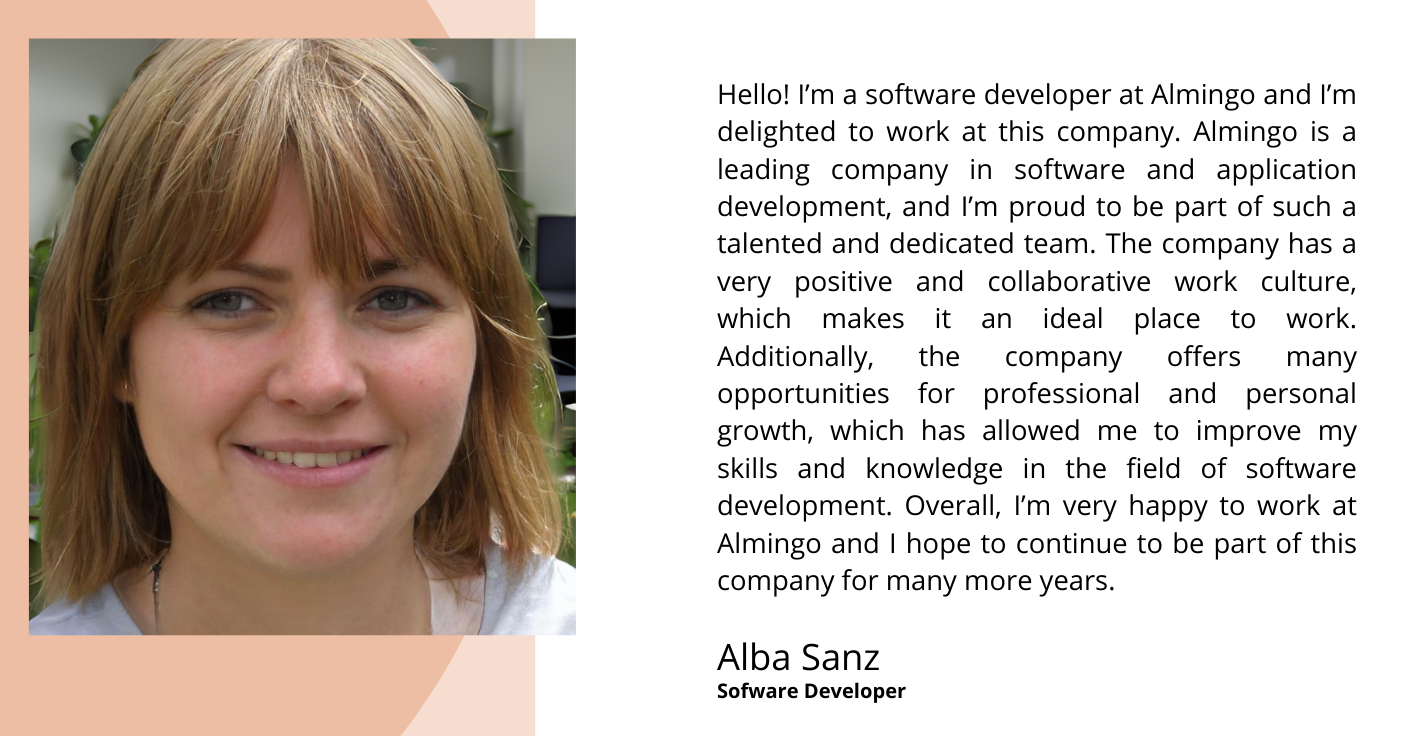 Hello! I’m a software developer at Almingo and I’m
delighted to work at this company. Almingo is a
leading company in software and application
development, and I’m proud to be part of such a
talented and dedicated team. The company has a
very positive and collaborative work culture,
which makes it an ideal place to work.
Additionally, the company offers many
opportunities for professional and personal
growth, which has allowed me to improve my
skills and knowledge in the field of software
development. Overall, I’m very happy to work at
Almingo and I hope to continue to be part of this
company for many more years.
Alba Sanz
Sofware Developer